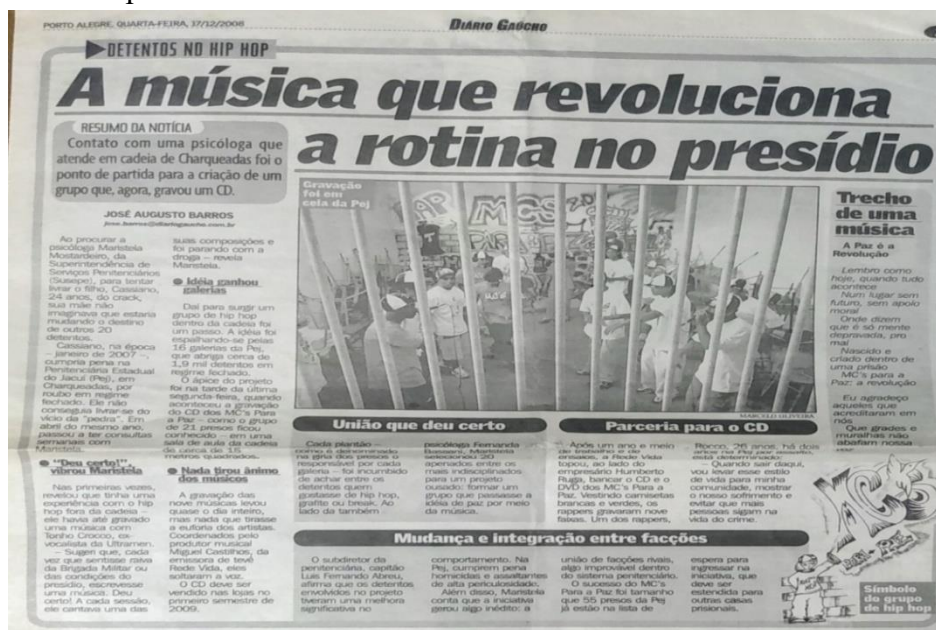 PORTO ALEGRE, QUARTA-FEIRA, 17/12/2008
DIÁRIO GAÚCHO
DETENTOS NO HIP HOP
A música que revoluciona
a rotina no presídio
RESUMO DA NOTÍCIA
Contato com uma psicóloga que
atende em cadeia de Charqueadas foi o
ponto de partida para a criação de um
grupo que, agora, gravou um CD.
JOSÉ AUGUSTO BARROS
jose.barros@diariogaucho.com.br
Ao procurar a
psicóloga Maristela
Mostardeiro, da
Superintendência de
Serviços Penitenciários
(Susepe), para tentar
livrar o filho, Cassiano,
24 anos, do crack,
sua mãe não
imaginava que estaria
mudando o destino
de outros 20
detentos.
Cassiano, na época
– janeiro de 2007 –,
cumpria pena na
Penitenciária Estadual
do Jacuí (Pej), em
Charqueadas, por
roubo em regime
fechado. Ele não
conseguia livrar-se do
vício da "pedra". Em
abril do mesmo ano,
passou a ter consultas
semanais com
Maristela.
● "Deu certo!",
vibrou Maristela
Nas primeiras vezes,
revelou que tinha uma
experiência com o hip
hop fora da cadeia –
ele havia até gravado
uma música com
Tonho Crocco, ex-
vocalista da Ultramen.
– Sugeri que, cada
vez que sentisse raiva
da Brigada Militar ou
das condições do
presídio, escrevesse
uma música. Deu
certo! A cada sessão,
ele cantava uma das
suas composições e
foi parando com a
droga – revela
Maristela.
● Idéia ganhou
galerias
Daí para surgir um
grupo de hip hop
dentro da cadeia foi
um passo. A idéia foi
espalhando-se pelas
16 galerias da Pej,
que abriga cerca de
1,9 mil detentos em
regime fechado.
O ápice do projeto
foi na tarde da última
segunda-feira, quando
aconteceu a gravação
do CD dos MC's Para
a Paz – como o grupo
de 21 presos ficou
conhecido – em uma
sala de aula da cadeia
de cerca de 15
metros quadrados.
● Nada tirou ânimo
dos músicos
A gravação das
nove músicas levou
quase o dia inteiro,
mas nada que tirasse
a euforia dos artistas.
Coordenados pelo
produtor musical
Miguel Castilhos, da
emissora de tevê
Rede Vida, eles
soltaram a voz.
O CD deve ser
vendido nas lojas no
primeiro semestre de
2009.
Gravação
foi em
cela da Pej
MCS
MARCELO OLIVEIRA
Trecho
de uma
música
A Paz é a
Revolução
Lembro como
hoje, quando tudo
acontece
Num lugar sem
futuro, sem apoio
moral
Onde dizem
que é só mente
depravada, pro
mal
Nascido e
criado dentro de
uma prisão
MC's para a
Paz: a revolução
Eu agradeço
aqueles que
acreditaram em
nós
Que grades e
muralhas não
abafam nossa
voz
União que deu certo
Cada plantão –
como é denominado
na gíria dos presos o
responsável por cada
galeria – foi incumbido
de achar entre os
detentos quem
gostasse de hip hop,
grafite ou break. Ao
lado da também
psicóloga Fernanda
Bassani, Maristela
selecionou 20
apenados entre os
mais indisciplinados
para um projeto
ousado: formar um
grupo que passasse a
idéia de paz por meio
da música.
Parceria para o CD
Após um ano e meio
de trabalho e de
ensaios, a Rede Vida
topou, ao lado do
empresário Humberto
Ruga, bancar o CD e o
DVD dos MC's Para a
Paz. Vestindo camisetas
brancas e verdes, os
rappers gravaram nove
faixas. Um dos rappers,
Rocco, 26 anos, há dois
anos na Pej por assalto,
está determinado:
– Quando sair daqui,
vou levar esse estilo
de vida para minha
comunidade, mostrar
o nosso sofrimento e
evitar que mais
pessoas sigam na
vida do crime.
Mudança e integração entre facções
O subdiretor da
penitenciária, capitão
Luis Fernando Abreu,
afirma que os detentos
envolvidos no projeto
tiveram uma melhora
significativa no
comportamento. Na
Pej, cumprem pena
homicidas e assaltantes
de alta periculosidade.
Além disso, Maristela
conta que a iniciativa
gerou algo inédito: a
união de facções rivais,
algo improvável dentro
do sistema penitenciário.
O sucesso do MC's
Para a Paz foi tamanho
que 55 presos da Pej
já estão na lista de
espera para
ingressar na
iniciativa, que
deve ser
estendida para
outras casas
prisionais.
MCS
PARA A PAZ
Símbolo
do grupo
de hip hop